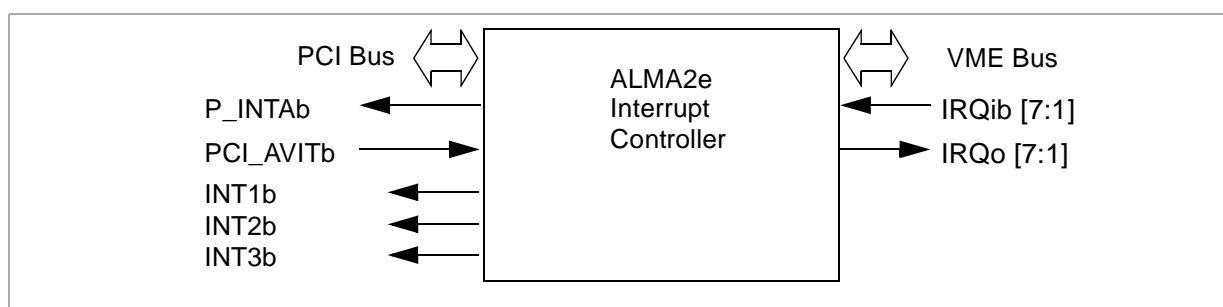 PCI Bus
P_INTAb
PCI_AVITb
INT1b
INT2b
INT3b
ALMA2e
Interrupt
Controller
VME Bus
IRQib [7:1]
IRQo [7:1]